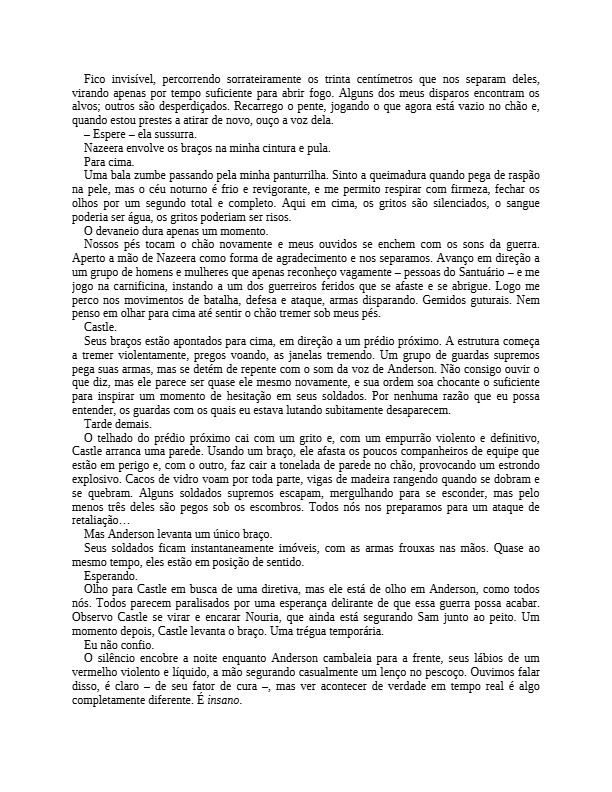 Fico invisível, percorrendo sorrateiramente os trinta centímetros que nos separam deles,
virando apenas por tempo suficiente para abrir fogo. Alguns dos meus disparos encontram os
alvos; outros são desperdiçados. Recarrego o pente, jogando o que agora está vazio no chão e,
quando estou prestes a atirar de novo, ouço a voz dela.
– Espere – ela sussurra.
Nazeera envolve os braços na minha cintura e pula.
Para cima.
Uma bala zumbe passando pela minha panturrilha. Sinto a queimadura quando pega de raspão
na pele, mas o céu noturno é frio e revigorante, e me permito respirar com firmeza, fechar os
olhos por um segundo total e completo. Aqui em cima, os gritos são silenciados, o sangue
poderia ser água, os gritos poderiam ser risos.
O devaneio dura apenas um momento.
Nossos pés tocam o chão novamente e meus ouvidos se enchem com os sons da guerra.
Aperto a mão de Nazeera como forma de agradecimento e nos separamos. Avanço em direção a
um grupo de homens e mulheres que apenas reconheço vagamente – pessoas do Santuário – e me
jogo na carnificina, instando a um dos guerreiros feridos que se afaste e se abrigue. Logo me
perco nos movimentos de batalha, defesa e ataque, armas disparando. Gemidos guturais. Nem
penso em olhar para cima até sentir o chão tremer sob meus pés.
Castle.
Seus braços estão apontados para cima, em direção a um prédio próximo. A estrutura começa
a tremer violentamente, pregos voando, as janelas tremendo. Um grupo de guardas supremos
pega suas armas, mas se detém de repente com o som da voz de Anderson. Não consigo ouvir o
que diz, mas ele parece ser quase ele mesmo novamente, e sua ordem soa chocante o suficiente
para inspirar um momento de hesitação em seus soldados. Por nenhuma razão que eu possa
entender, os guardas com os quais eu estava lutando subitamente desaparecem.
Tarde demais.
O telhado do prédio próximo cai com um grito e, com um empurrão violento e definitivo,
Castle arranca uma parede. Usando um braço, ele afasta os poucos companheiros de equipe que
estão em perigo e, com o outro, faz cair a tonelada de parede no chão, provocando um estrondo
explosivo. Cacos de vidro voam por toda parte, vigas de madeira rangendo quando se dobram e
se quebram. Alguns soldados supremos escapam, mergulhando para se esconder, mas pelo
menos três deles são pegos sob os escombros. Todos nós nos preparamos para um ataque de
retaliação…
Mas Anderson levanta um único braço.
Seus soldados ficam instantaneamente imóveis, com as armas frouxas nas mãos. Quase ao
mesmo tempo, eles estão em posição de sentido.
Esperando.
Olho para Castle em busca de uma diretiva, mas ele está de olho em Anderson, como todos
nós. Todos parecem paralisados por uma esperança delirante de que essa guerra possa acabar.
Observo Castle se virar e encarar Nouria, que ainda está segurando Sam junto ao peito. Um
momento depois, Castle levanta o braço. Uma trégua temporária.
Eu não confio.
O silêncio encobre a noite enquanto Anderson cambaleia para a frente, seus lábios de um
vermelho violento e líquido, a mão segurando casualmente um lenço no pescoço. Ouvimos falar
disso, é claro – de seu fator de cura –, mas ver acontecer de verdade em tempo real é algo
completamente diferente. É insano.